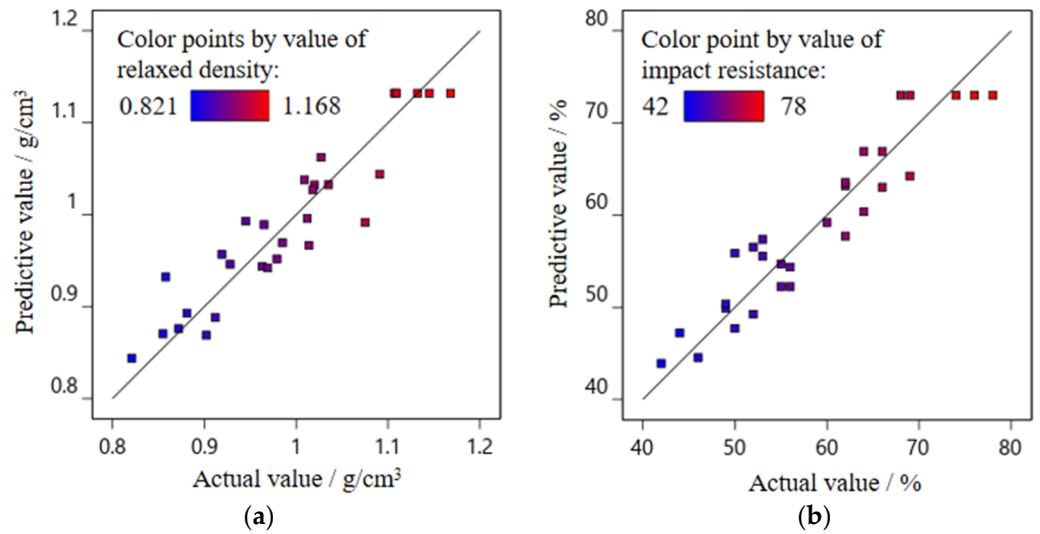 Color points by value of
relaxed density:
0.821 1.168
1.2
1.1
1
0.9
0.8
Predictive value / g/cm³
0.8 0.9 1 1.1 1.2
Actual value / g/cm³
(a)
Color point by value of
impact resistance:
42 78
80
70
60
50
40
Predictive value / %
40 50 60 70 80
Actual value / %
(b)